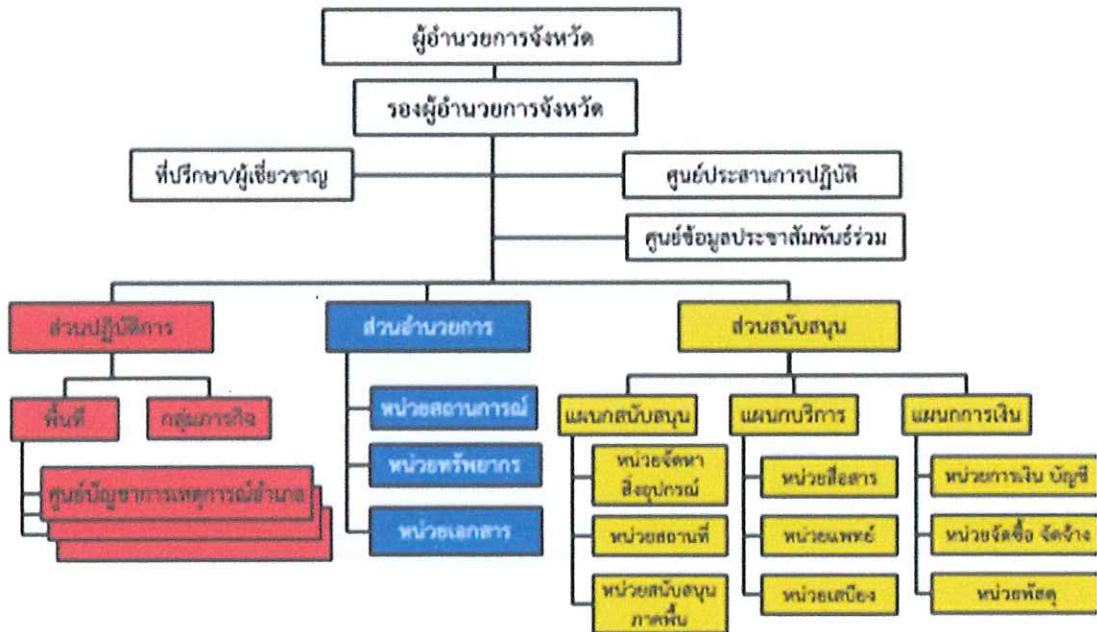 ผู้อำนวยการจังหวัด
รองผู้อำนวยการจังหวัด
ที่ปรึกษา/ผู้เชี่ยวชาญ
ศูนย์ประสานการปฏิบัติ
ศูนย์ข้อมูลประชาสัมพันธ์ร่วม
ส่วนปฏิบัติการ
ส่วนอำนวยการ
ส่วนสนับสนุน
พื้นที่
กลุ่มภารกิจ
ศูนย์บัญชาการเหตุการณ์อำเภอ
หน่วยสถานการณ์
หน่วยทรัพยากร
หน่วยเอกสาร
แผนกสนับสนุน
แผนกบริการ
แผนกการเงิน
หน่วยจัดหา
สิ่งอุปกรณ์
หน่วยสถานที่
หน่วยสนับสนุน
ภาคพื้น
หน่วยสื่อสาร
หน่วยแพทย์
หน่วยเสบียง
หน่วยการเงิน บัญชี
หน่วยจัดซื้อ จัดจ้าง
หน่วยพัสดุ